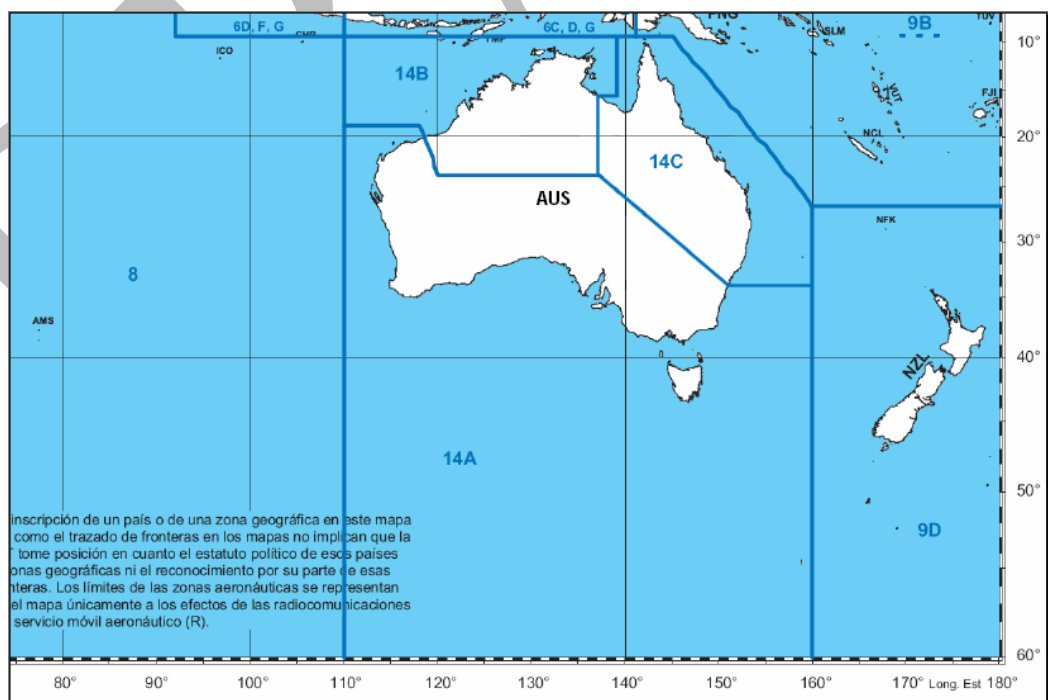 6D, F, G
6C, D, G
PNG
9B
TUV
SLM
10°
ICO
14B
VUT
FJI
NCL
20°
14C
AUS
NFK
30°
8
AMS
40°
NZL
14A
50°
9D
inscripción de un país o de una zona geográfica en este mapa
como el trazado de fronteras en los mapas no implican que la
tome posición en cuanto el estatuto político de esos países
onas geográficas ni el reconocimiento por su parte de esas
nteras. Los límites de las zonas aeronáuticas se representan
el mapa únicamente a los efectos de las radiocomunicaciones
servicio móvil aeronáutico (R).
60°
80° 90° 100° 110° 120° 130° 140° 150° 160° 170° Long. Est 180°